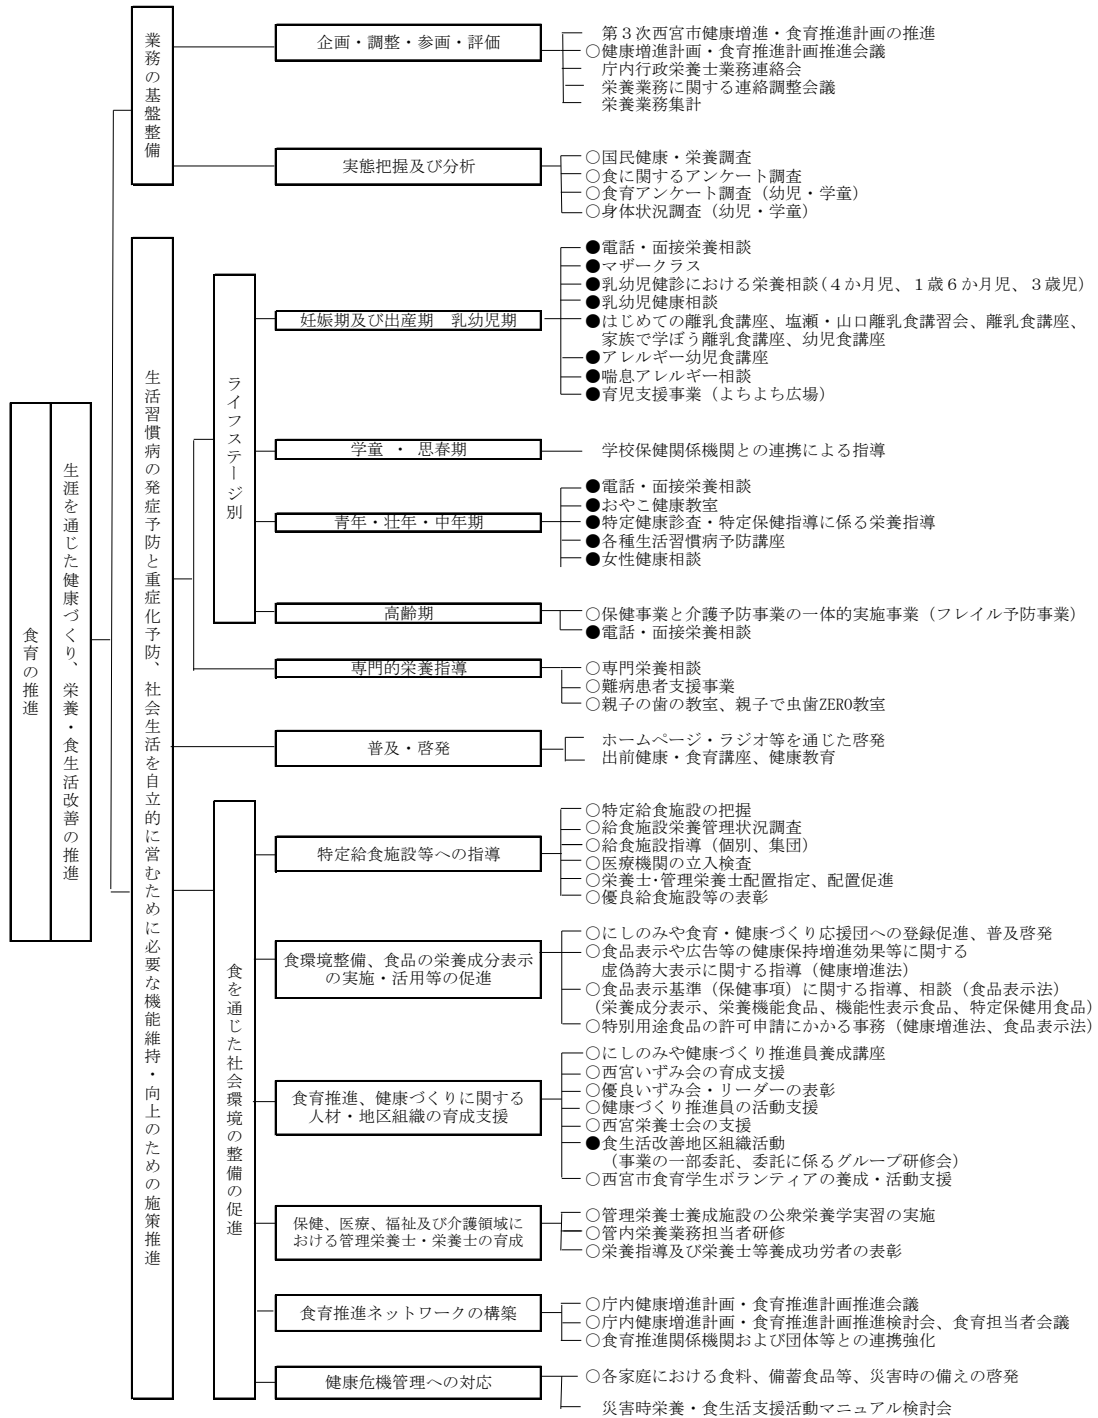 食育の推進
生涯を通じた健康づくり、栄養・食生活改善の推進
業務の基盤整備
企画・調整・参画・評価
第３次西宮市健康増進・食育推進計画の推進
○健康増進計画・食育推進計画推進会議
庁内行政栄養士業務連絡会
栄養業務に関する連絡調整会議
栄養業務集計
実態把握及び分析
○国民健康・栄養調査
○食に関するアンケート調査
○食育アンケート調査（幼児・学童）
○身体状況調査（幼児・学童）
生活習慣病の発症予防と重症化予防、社会生活を自立的に営むために必要な機能維持・向上のための施策推進
ライフステージ別
妊娠期及び出産期　乳幼児期
●電話・面接栄養相談
●マザークラス
●乳幼児健診における栄養相談（４か月児、１歳６か月児、３歳児）
●乳幼児健康相談
●はじめての離乳食講座、塩瀬・山口離乳食講習会、離乳食講座、
家族で学ぼう離乳食講座、幼児食講座
●アレルギー幼児食講座
●喘息アレルギー相談
●育児支援事業（よちよち広場）
学童　・　思春期
学校保健関係機関との連携による指導
青年・壮年・中年期
●電話・面接栄養相談
●おやこ健康教室
●特定健康診査・特定保健指導に係る栄養指導
●各種生活習慣病予防講座
●女性健康相談
高齢期
○保健事業と介護予防事業の一体的実施事業（フレイル予防事業）
●電話・面接栄養相談
専門的栄養指導
○専門栄養相談
○難病患者支援事業
○親子の歯の教室、親子で虫歯ZERO教室
普及・啓発
ホームページ・ラジオ等を通じた啓発
出前健康・食育講座、健康教育
食を通じた社会環境の整備の促進
特定給食施設等への指導
○特定給食施設の把握
○給食施設栄養管理状況調査
○給食施設指導（個別、集団）
○医療機関の立入検査
○栄養士・管理栄養士配置指定、配置促進
○優良給食施設等の表彰
食環境整備、食品の栄養成分表示
の実施・活用等の促進
○にしのみや食育・健康づくり応援団への登録促進、普及啓発
○食品表示や広告等の健康保持増進効果等に関する
虚偽誇大表示に関する指導（健康増進法）
○食品表示基準（保健事項）に関する指導、相談（食品表示法）
（栄養成分表示、栄養機能食品、機能性表示食品、特定保健用食品）
○特別用途食品の許可申請にかかる事務（健康増進法、食品表示法）
食育推進、健康づくりに関する
人材・地区組織の育成支援
○にしのみや健康づくり推進員養成講座
○西宮いずみ会の育成支援
○優良いずみ会・リーダーの表彰
○健康づくり推進員の活動支援
○西宮栄養士会の支援
●食生活改善地区組織活動
（事業の一部委託、委託に係るグループ研修会）
○西宮市食育学生ボランティアの養成・活動支援
保健、医療、福祉及び介護領域に
おける管理栄養士・栄養士の育成
○管理栄養士養成施設の公衆栄養学実習の実施
○管内栄養業務担当者研修
○栄養指導及び栄養士等養成功労者の表彰
食育推進ネットワークの構築
○庁内健康増進計画・食育推進計画推進会議
○庁内健康増進計画・食育推進計画推進検討会、食育担当者会議
○食育推進関係機関および団体等との連携強化
健康危機管理への対応
○各家庭における食料、備蓄食品等、災害時の備えの啓発
災害時栄養・食生活支援活動マニュアル検討会